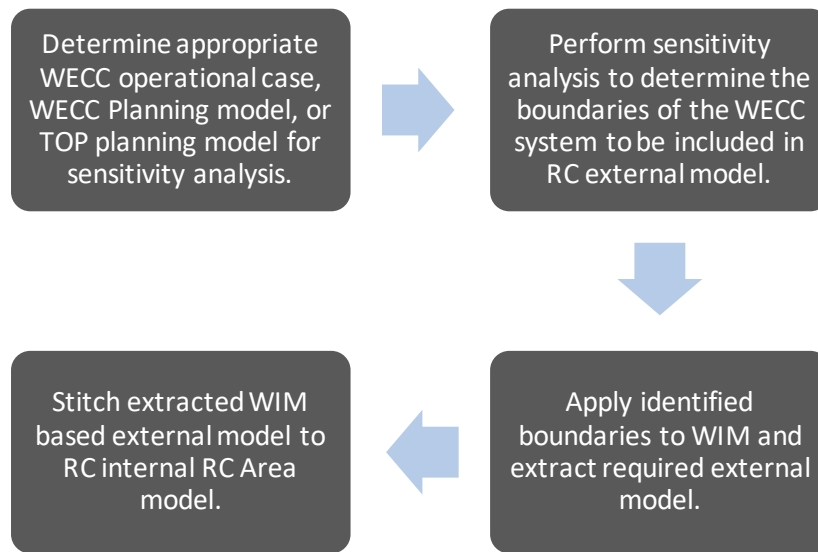 Determine appropriate
WECC operational case,
WECC Planning model, or
TOP planning model for
sensitivity analysis.
Perform sensitivity
analysis to determine the
boundaries of the WECC
system to be included in
RC external model.
Apply identified
boundaries to WIM and
extract required external
model.
Stitch extracted WIM
based external model to
RC internal RC Area
model.